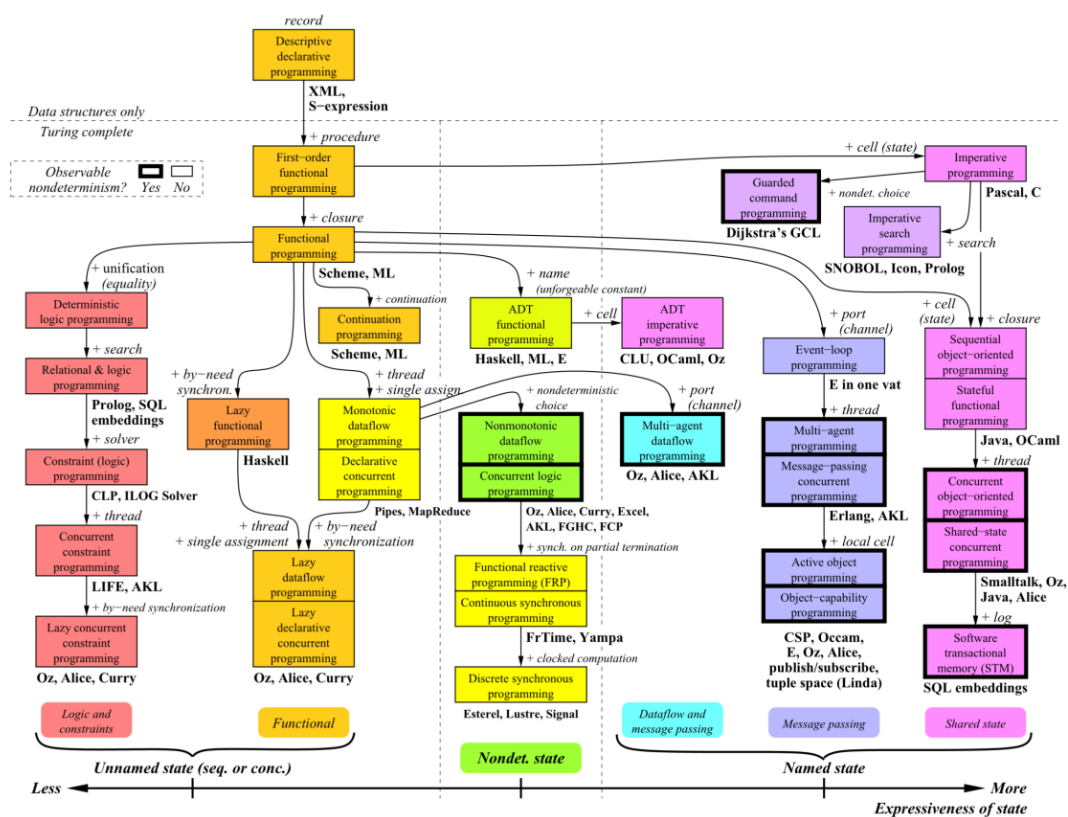 record
Descriptive
declarative
programming
XML,
S−expression
Data structures only
Turing complete
+ procedure
+ cell (state)
Observable
nondeterminism?
Yes
No
First−order
functional
programming
Imperative
programming
Pascal, C
Guarded
command
programming
+ nondet. choice
Dijkstra's GCL
Imperative
search
programming
+ search
SNOBOL, Icon, Prolog
+ closure
Functional
programming
Scheme, ML
+ unification
(equality)
+ continuation
+ name
(unforgeable constant)
+ port
(channel)
+ cell
(state)
+ closure
Deterministic
logic programming
Continuation
programming
Scheme, ML
ADT
functional
programming
Haskell, ML, E
+ cell
ADT
imperative
programming
CLU, OCaml, Oz
Event−loop
programming
E in one vat
Sequential
object−oriented
programming
Stateful
functional
programming
Java, OCaml
+ search
Relational & logic
programming
Prolog, SQL
embeddings
+ by−need
synchron.
Lazy
functional
programming
Haskell
+ thread
+ single assign.
Monotonic
dataflow
programming
Declarative
concurrent
programming
Pipes, MapReduce
+ nondeterministic
choice
Nonmonotonic
dataflow
programming
Concurrent logic
programming
Oz, Alice, Curry, Excel,
AKL, FGHC, FCP
+ port
(channel)
Multi−agent
dataflow
programming
Oz, Alice, AKL
+ thread
Multi−agent
programming
Message−passing
concurrent
programming
Erlang, AKL
+ thread
Concurrent
object−oriented
programming
Shared−state
concurrent
programming
Smalltalk, Oz,
Java, Alice
+ solver
Constraint (logic)
programming
CLP, ILOG Solver
+ thread
Concurrent
constraint
programming
LIFE, AKL
+ by−need synchronization
Lazy concurrent
constraint
programming
Oz, Alice, Curry
+ thread
+ single assignment
+ by−need
synchronization
Lazy
dataflow
programming
Lazy
declarative
concurrent
programming
Oz, Alice, Curry
+ synch. on partial termination
Functional reactive
programming (FRP)
Continuous synchronous
programming
FrTime, Yampa
+ clocked computation
Discrete synchronous
programming
Esterel, Lustre, Signal
+ local cell
Active object
programming
Object−capability
programming
CSP, Occam,
E, Oz, Alice,
publish/subscribe,
tuple space (Linda)
+ log
Software
transactional
memory (STM)
SQL embeddings
Logic and
constraints
Functional
Dataflow and
message passing
Message passing
Shared state
Unnamed state (seq. or conc.)
Nondet. state
Named state
Less
More
Expressiveness of state